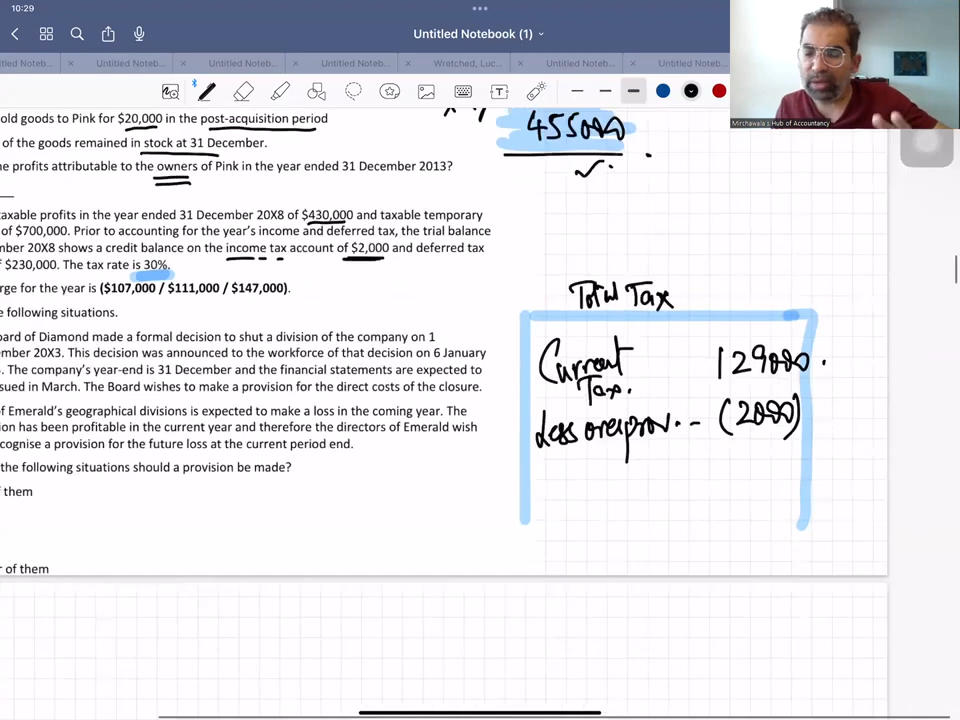 10:29
Untitled Notebook (1)
tled Noteb...
Untitled Noteb...
Untitled Noteb...
Untitled Noteb...
Wretched, Luc...
Untitled Noteb...
Untitled Noteb...
Mirchawala's Hub of Accountancy
old goods to Pink for $20,000 in the post-acquisition period
of the goods remained in stock at 31 December.
ne profits attributable to the owners of Pink in the year ended 31 December 2013?
455000
taxable profits in the year ended 31 December 20X8 of $430,000 and taxable temporary
of $700,000. Prior to accounting for the year's income and deferred tax, the trial balance
mber 20X8 shows a credit balance on the income tax account of $2,000 and deferred tax
f $230,000. The tax rate is 30%.
arge for the year is ($107,000 / $111,000 / $147,000).
e following situations.
oard of Diamond made a formal decision to shut a division of the company on 1
ember 20X3. This decision was announced to the workforce of that decision on 6 January
. The company's year-end is 31 December and the financial statements are expected to
sued in March. The Board wishes to make a provision for the direct costs of the closure.
of Emerald's geographical divisions is expected to make a loss in the coming year. The
ion has been profitable in the current year and therefore the directors of Emerald wish
cognise a provision for the future loss at the current period end.
the following situations should a provision be made?
f them
r of them
Total Tax
Current Tax. 129000.
Less overprov... (2000)